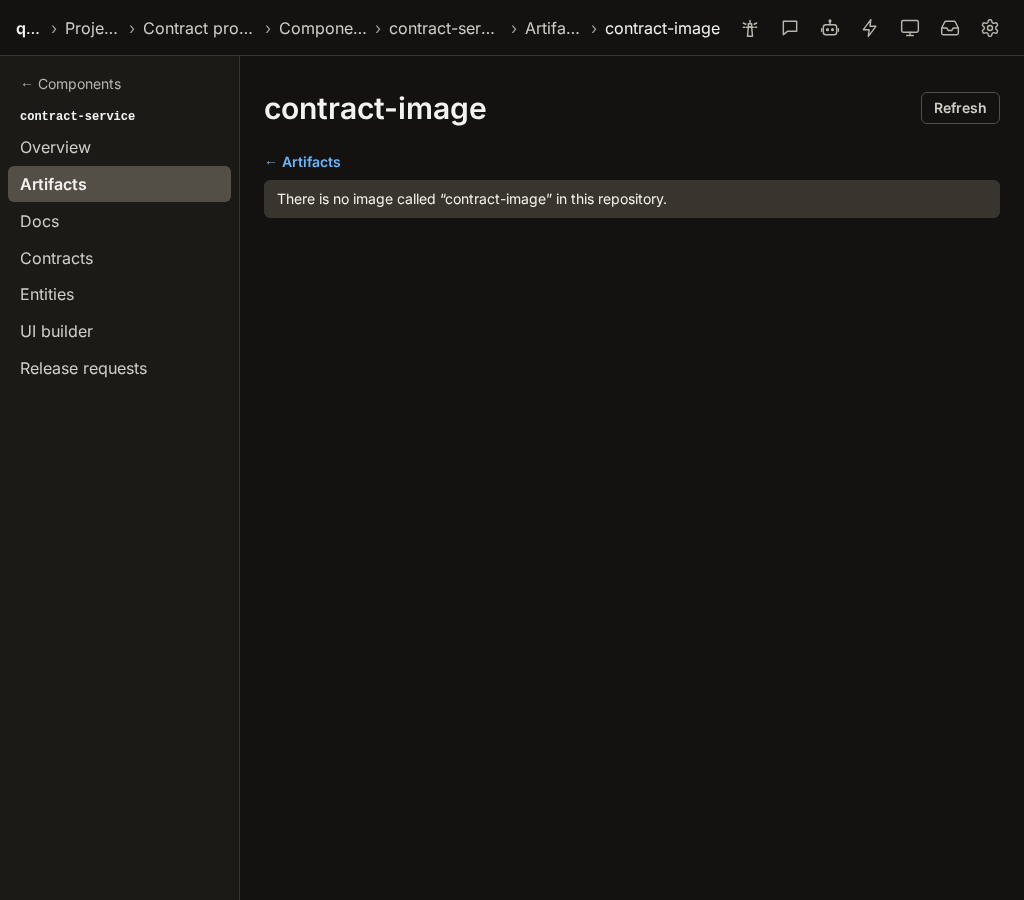 q... › Proje... › Contract pro... › Compone... › contract-ser... › Artifa... › contract-image
← Components
contract-service
Overview
Artifacts
Docs
Contracts
Entities
UI builder
Release requests
contract-image
Refresh
← Artifacts
There is no image called “contract-image” in this repository.